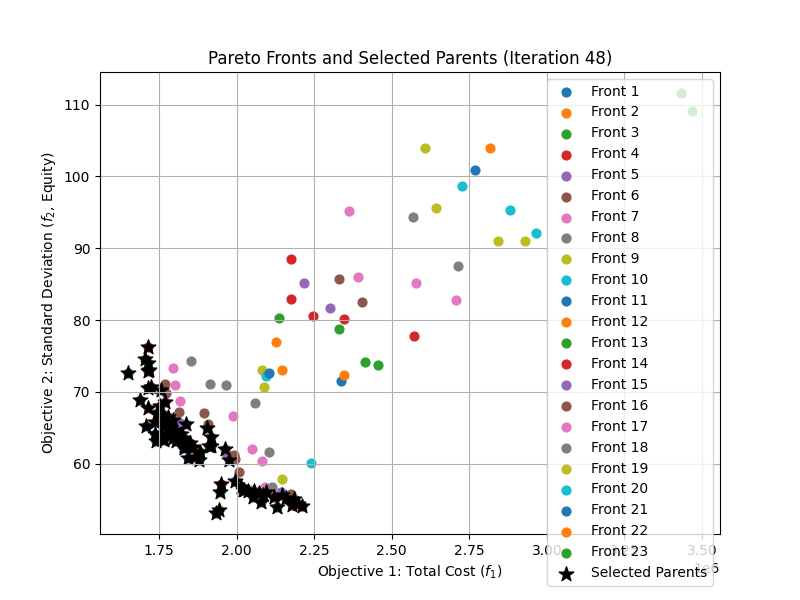 Pareto Fronts and Selected Parents (Iteration 48)
Objective 2: Standard Deviation (f₂, Equity)
110
100
90
80
70
60
1.75
2.00
2.25
2.50
2.75
3.00
3.25
3.50
1e6
Objective 1: Total Cost (f₁)
Front 1
Front 2
Front 3
Front 4
Front 5
Front 6
Front 7
Front 8
Front 9
Front 10
Front 11
Front 12
Front 13
Front 14
Front 15
Front 16
Front 17
Front 18
Front 19
Front 20
Front 21
Front 22
Front 23
Selected Parents